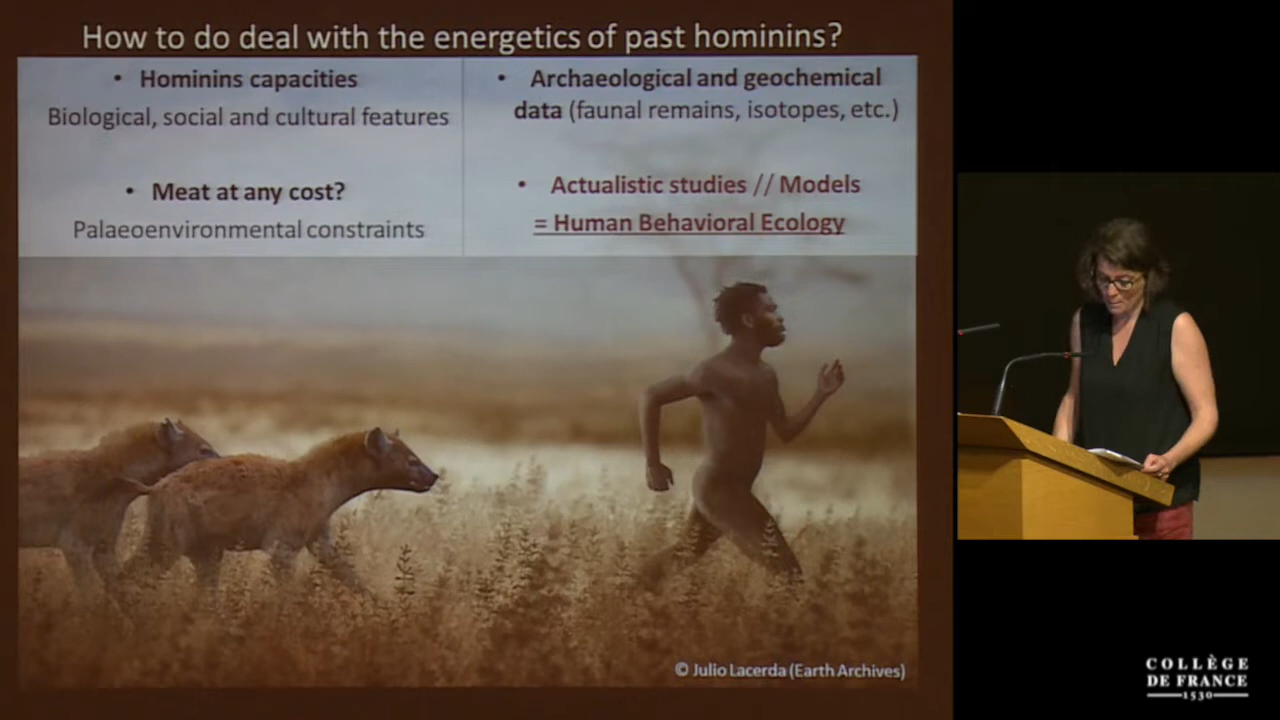 How to do deal with the energetics of past hominins?
• Hominins capacities
Biological, social and cultural features
• Meat at any cost?
Palaeoenvironmental constraints
• Archaeological and geochemical
data (faunal remains, isotopes, etc.)
• Actualistic studies // Models
= Human Behavioral Ecology
© Julio Lacerda (Earth Archives)
COLLÈGE
DE FRANCE
1530